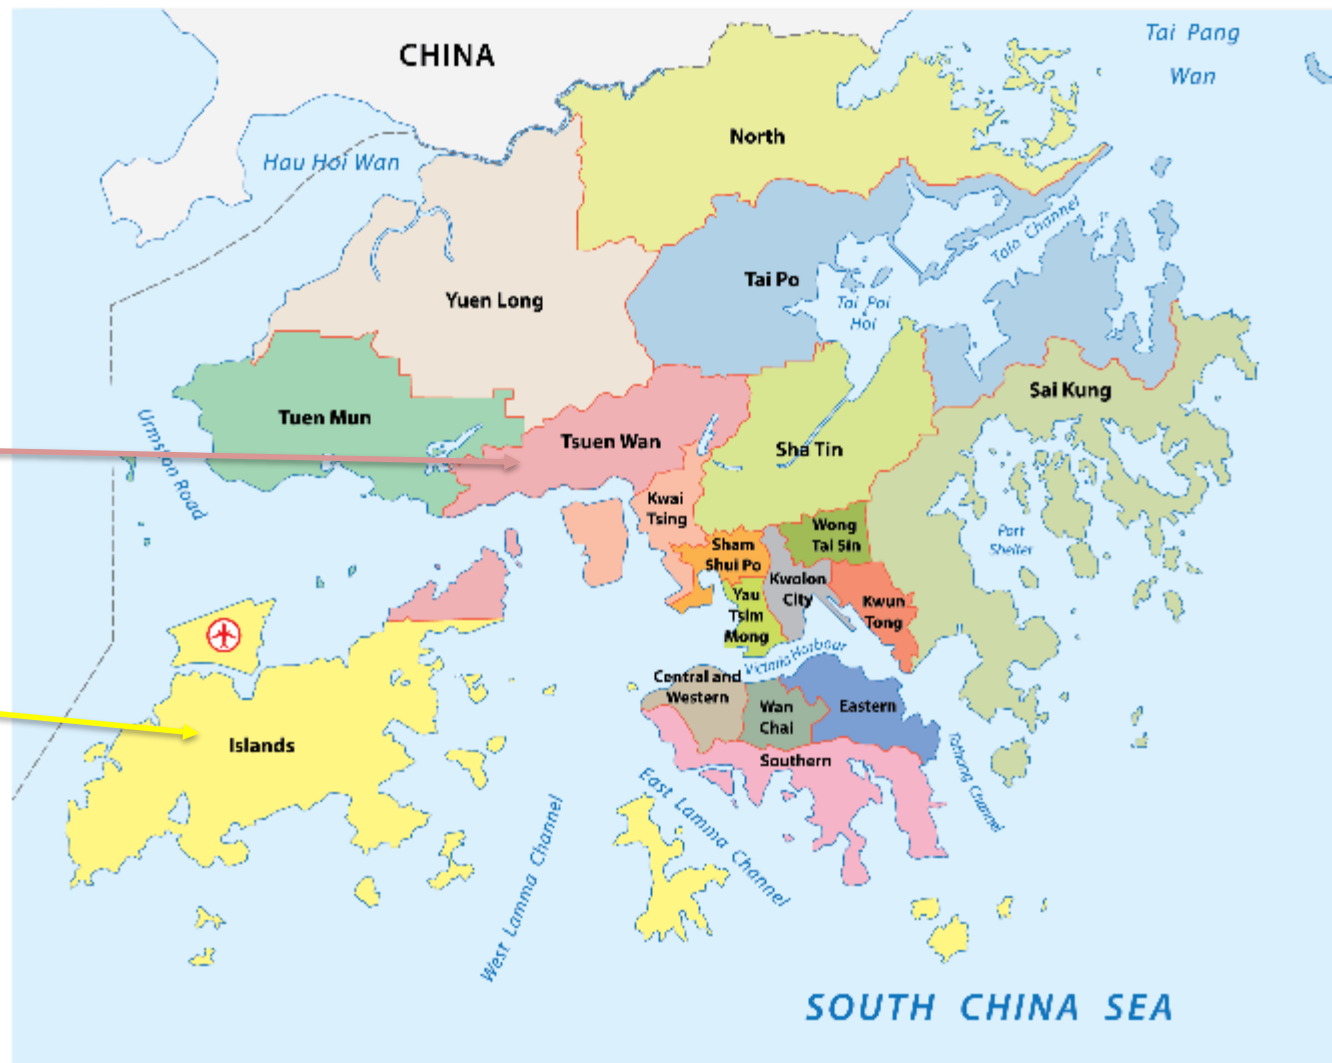 Tai Pang
Wan
CHINA
North
Hau Hoi Wan
Tolo Channel
Tai Po
Tai Poi
Hoi
Yuen Long
Sai Kung
Tuen Mun
Urmston Road
Tsuen Wan
Sha Tin
Kwai
Tsing
Port
Shelter
Wong
Tai Sin
Sham
Shui Po
Kwolon
City
Yau
Tsim
Mong
Kwun
Tong
Victoria Harbour
Central and
Western
Wan
Chai
Eastern
Islands
Southern
Tathong Channel
East Lamma Channel
West Lamma Channel
SOUTH CHINA SEA